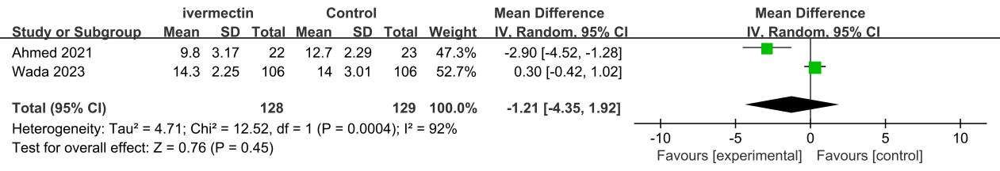 ivermectin Control Mean Difference Mean Difference
Study or Subgroup Mean SD Total Mean SD Total Weight IV, Random, 95% CI IV, Random, 95% CI
Ahmed 2021 9.8 3.17 22 12.7 2.29 23 47.3% -2.90 [-4.52, -1.28]
Wada 2023 14.3 2.25 106 14 3.01 106 52.7% 0.30 [-0.42, 1.02]
Total (95% CI) 128 129 100.0% -1.21 [-4.35, 1.92]
Heterogeneity: Tau² = 4.71; Chi² = 12.52, df = 1 (P = 0.0004); I² = 92%
Test for overall effect: Z = 0.76 (P = 0.45)
-10 -5 0 5 10
Favours [experimental] Favours [control]